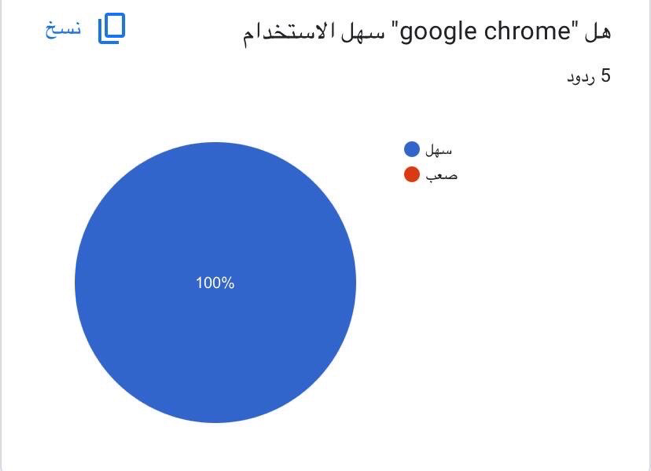 هل "google chrome" سهل الاستخدام
نسخ
5 ردود
سهل
صعب
100%